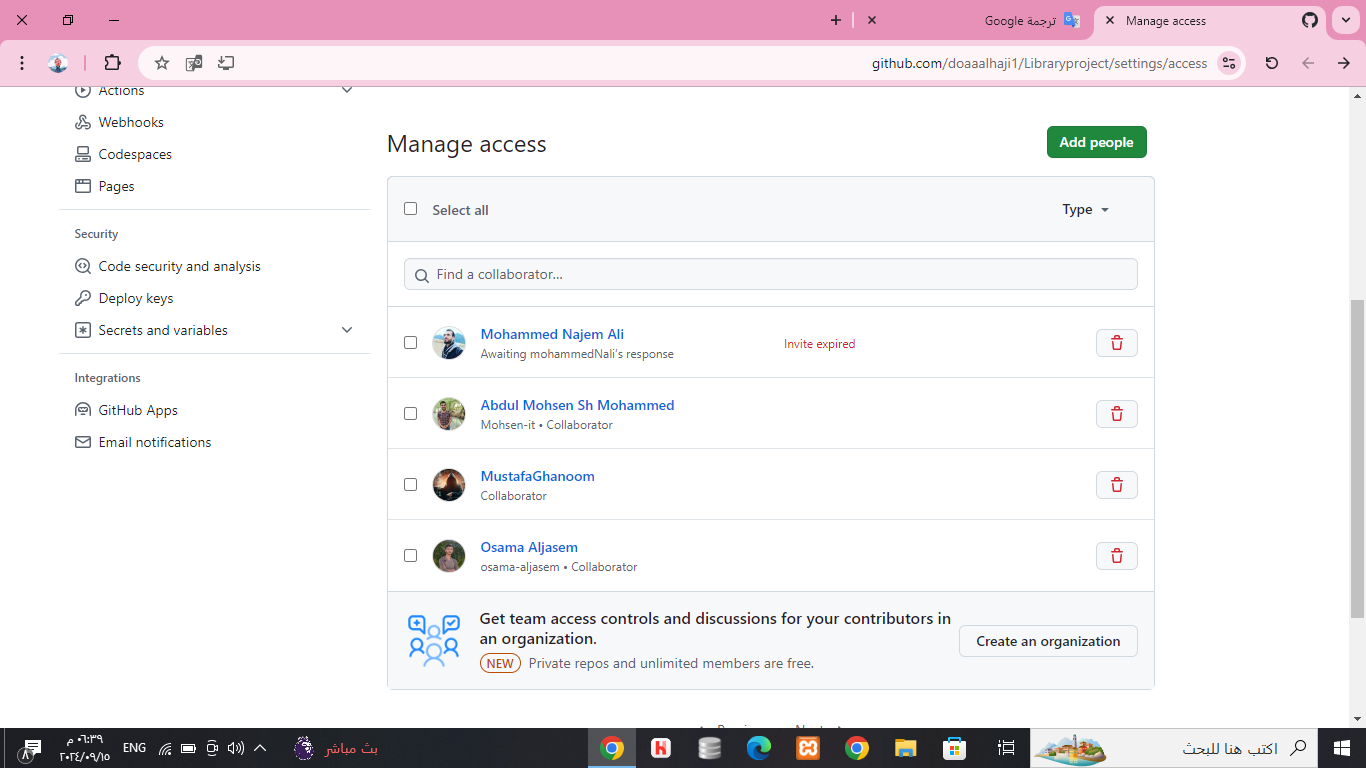 ترجمة Google
Manage access
github.com/doaaalhaji1/Libraryproject/settings/access
Actions
Webhooks
Codespaces
Pages
Security
Code security and analysis
Deploy keys
Secrets and variables
Integrations
GitHub Apps
Email notifications
Manage access
Add people
Select all
Type
Find a collaborator...
Mohammed Najem Ali
Awaiting mohammedNali's response
Invite expired
Abdul Mohsen Sh Mohammed
Mohsen-it • Collaborator
MustafaGhanoom
Collaborator
Osama Aljasem
osama-aljasem • Collaborator
Get team access controls and discussions for your contributors in
an organization.
NEW Private repos and unlimited members are free.
Create an organization
٠٦:٣٩ م
٢٠٢٤/٠٩/١٥
ENG
بث مباشر
اكتب هنا للبحث